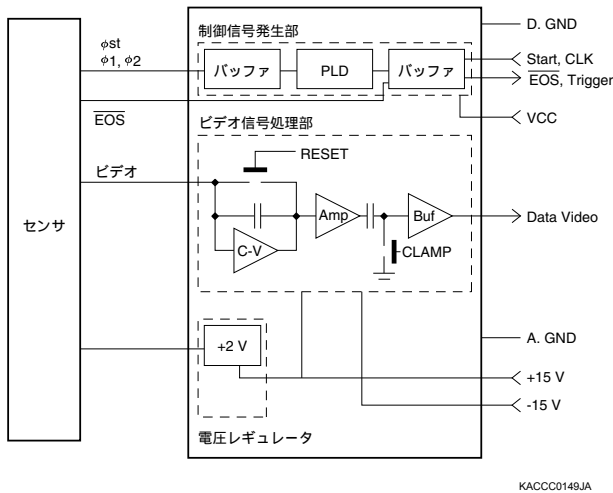 制御信号発生部
D. GND
φst
φ1, φ2
バッファ
PLD
バッファ
Start, CLK
EOS, Trigger
EOS
VCC
ビデオ信号処理部
RESET
ビデオ
センサ
Amp
Buf
Data Video
C-V
CLAMP
+2 V
A. GND
+15 V
-15 V
電圧レギュレータ
KACCC0149JA